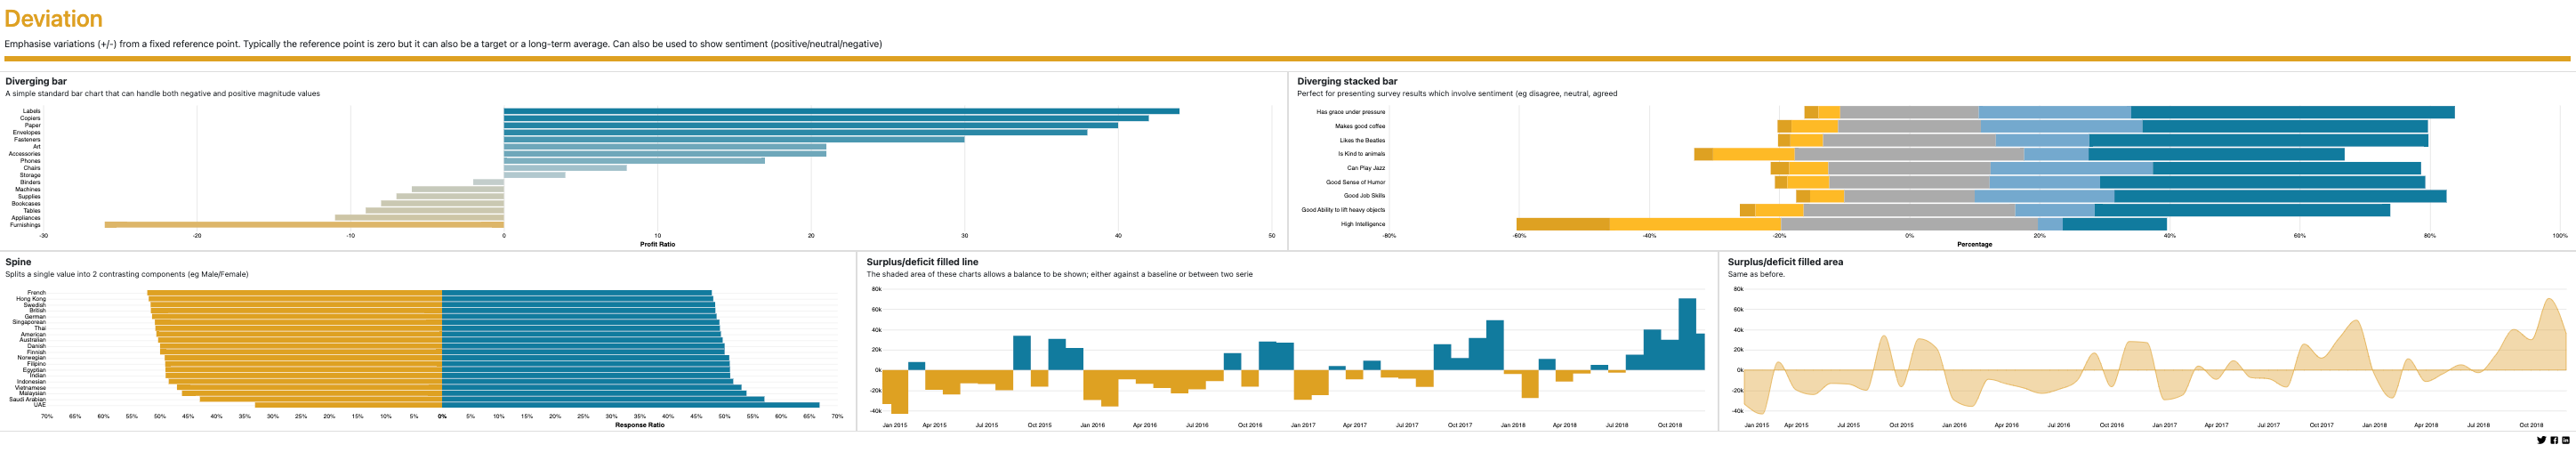 Deviation
Emphasise variations (+/-) from a fixed reference point. Typically the reference point is zero but it can also be a target or a long-term average. Can also be used to show sentiment (positive/neutral/negative)
Diverging bar
A simple standard bar chart that can handle both negative and positive magnitude values
Labels
Copiers
Paper
Envelopes
Fasteners
Art
Accessories
Phones
Chairs
Storage
Binders
Machines
Supplies
Bookcases
Tables
Appliances
Furnishings
-30 -20 -10 0 10 20 30 40 50
Profit Ratio
Diverging stacked bar
Perfect for presenting survey results which involve sentiment (eg disagree, neutral, agreed
Has grace under pressure
Makes good coffee
Likes the Beatles
Is Kind to animals
Can Play Jazz
Good Sense of Humor
Good Job Skills
Good Ability to lift heavy objects
High Intelligence
-80% -60% -40% -20% 0% 20% 40% 60% 80% 100%
Percentage
Spine
Splits a single value into 2 contrasting components (eg Male/Female)
French
Hong Kong
Swedish
British
German
Singaporean
Thai
American
Australian
Danish
Finnish
Norwegian
Filipino
Egyptian
Indian
Indonesian
Vietnamese
Malaysian
Saudi Arabian
UAE
70% 65% 60% 55% 50% 45% 40% 35% 30% 25% 20% 15% 10% 5% 0% 5% 10% 15% 20% 25% 30% 35% 40% 45% 50% 55% 60% 65% 70%
Response Ratio
Surplus/deficit filled line
The shaded area of these charts allows a balance to be shown; either against a baseline or between two serie
80k
60k
40k
20k
0k
-20k
-40k
Jan 2015 Apr 2015 Jul 2015 Oct 2015 Jan 2016 Apr 2016 Jul 2016 Oct 2016 Jan 2017 Apr 2017 Jul 2017 Oct 2017 Jan 2018 Apr 2018 Jul 2018 Oct 2018
Surplus/deficit filled area
Same as before.
80k
60k
40k
20k
0k
-20k
-40k
Jan 2015 Apr 2015 Jul 2015 Oct 2015 Jan 2016 Apr 2016 Jul 2016 Oct 2016 Jan 2017 Apr 2017 Jul 2017 Oct 2017 Jan 2018 Apr 2018 Jul 2018 Oct 2018